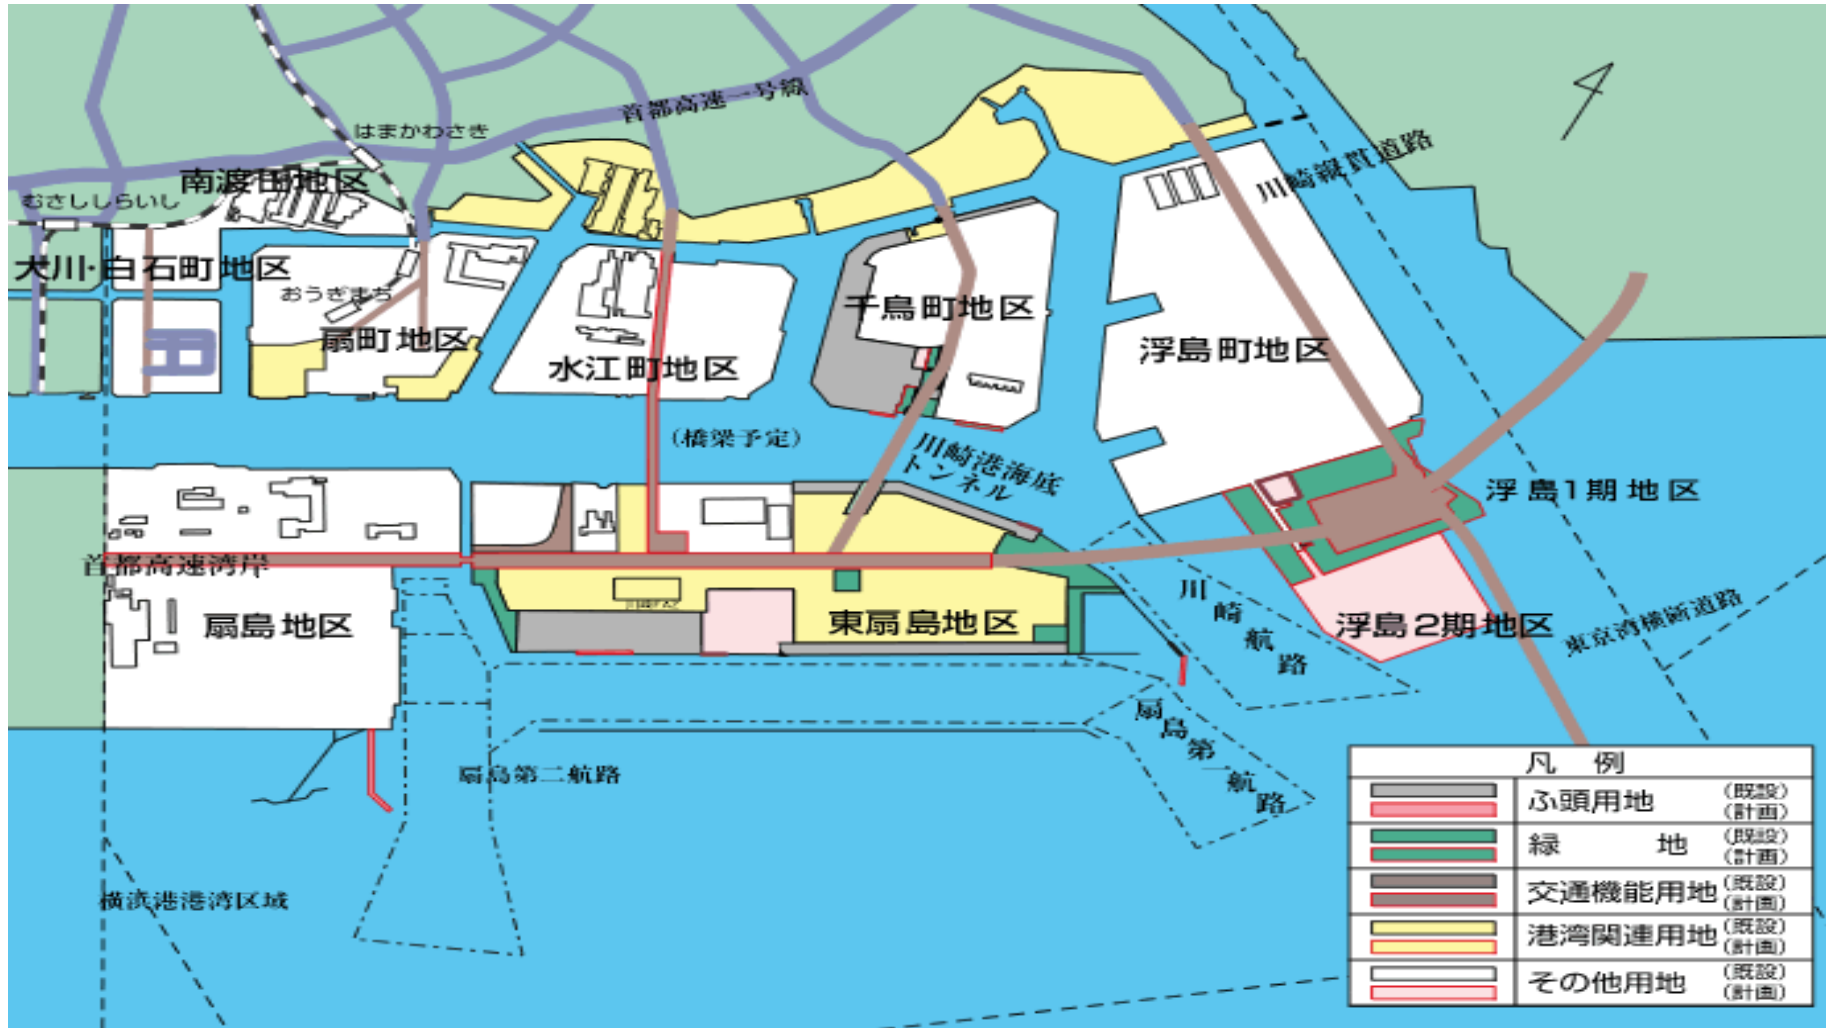 首都高速一号線
はまかわさき
南渡田地区
むさししらいし
川崎縦貫道路
大川・白石町地区
おうぎまち
扇町地区
水江町地区
千鳥町地区
浮島町地区
(橋梁予定)
川崎港海底
トンネル
浮島1期地区
首都高速湾岸
扇島地区
東扇島地区
川崎航路
浮島2期地区
東京湾横断道路
扇島第一航路
扇島第二航路
横浜港港湾区域
凡例
ふ頭用地
(既設)
(計画)
緑地
(既設)
(計画)
交通機能用地
(既設)
(計画)
港湾関連用地
(既設)
(計画)
その他用地
(既設)
(計画)